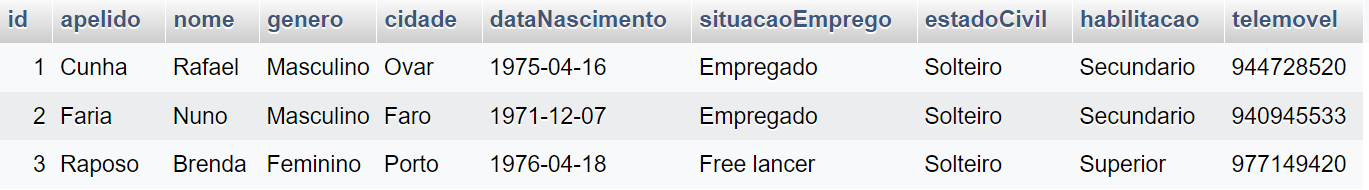 id apelido nome genero cidade dataNascimento situacaoEmprego estadoCivil habilitacao telemovel
1 Cunha Rafael Masculino Ovar 1975-04-16 Empregado Solteiro Secundario 944728520
2 Faria Nuno Masculino Faro 1971-12-07 Empregado Solteiro Secundario 940945533
3 Raposo Brenda Feminino Porto 1976-04-18 Free lancer Solteiro Superior 977149420